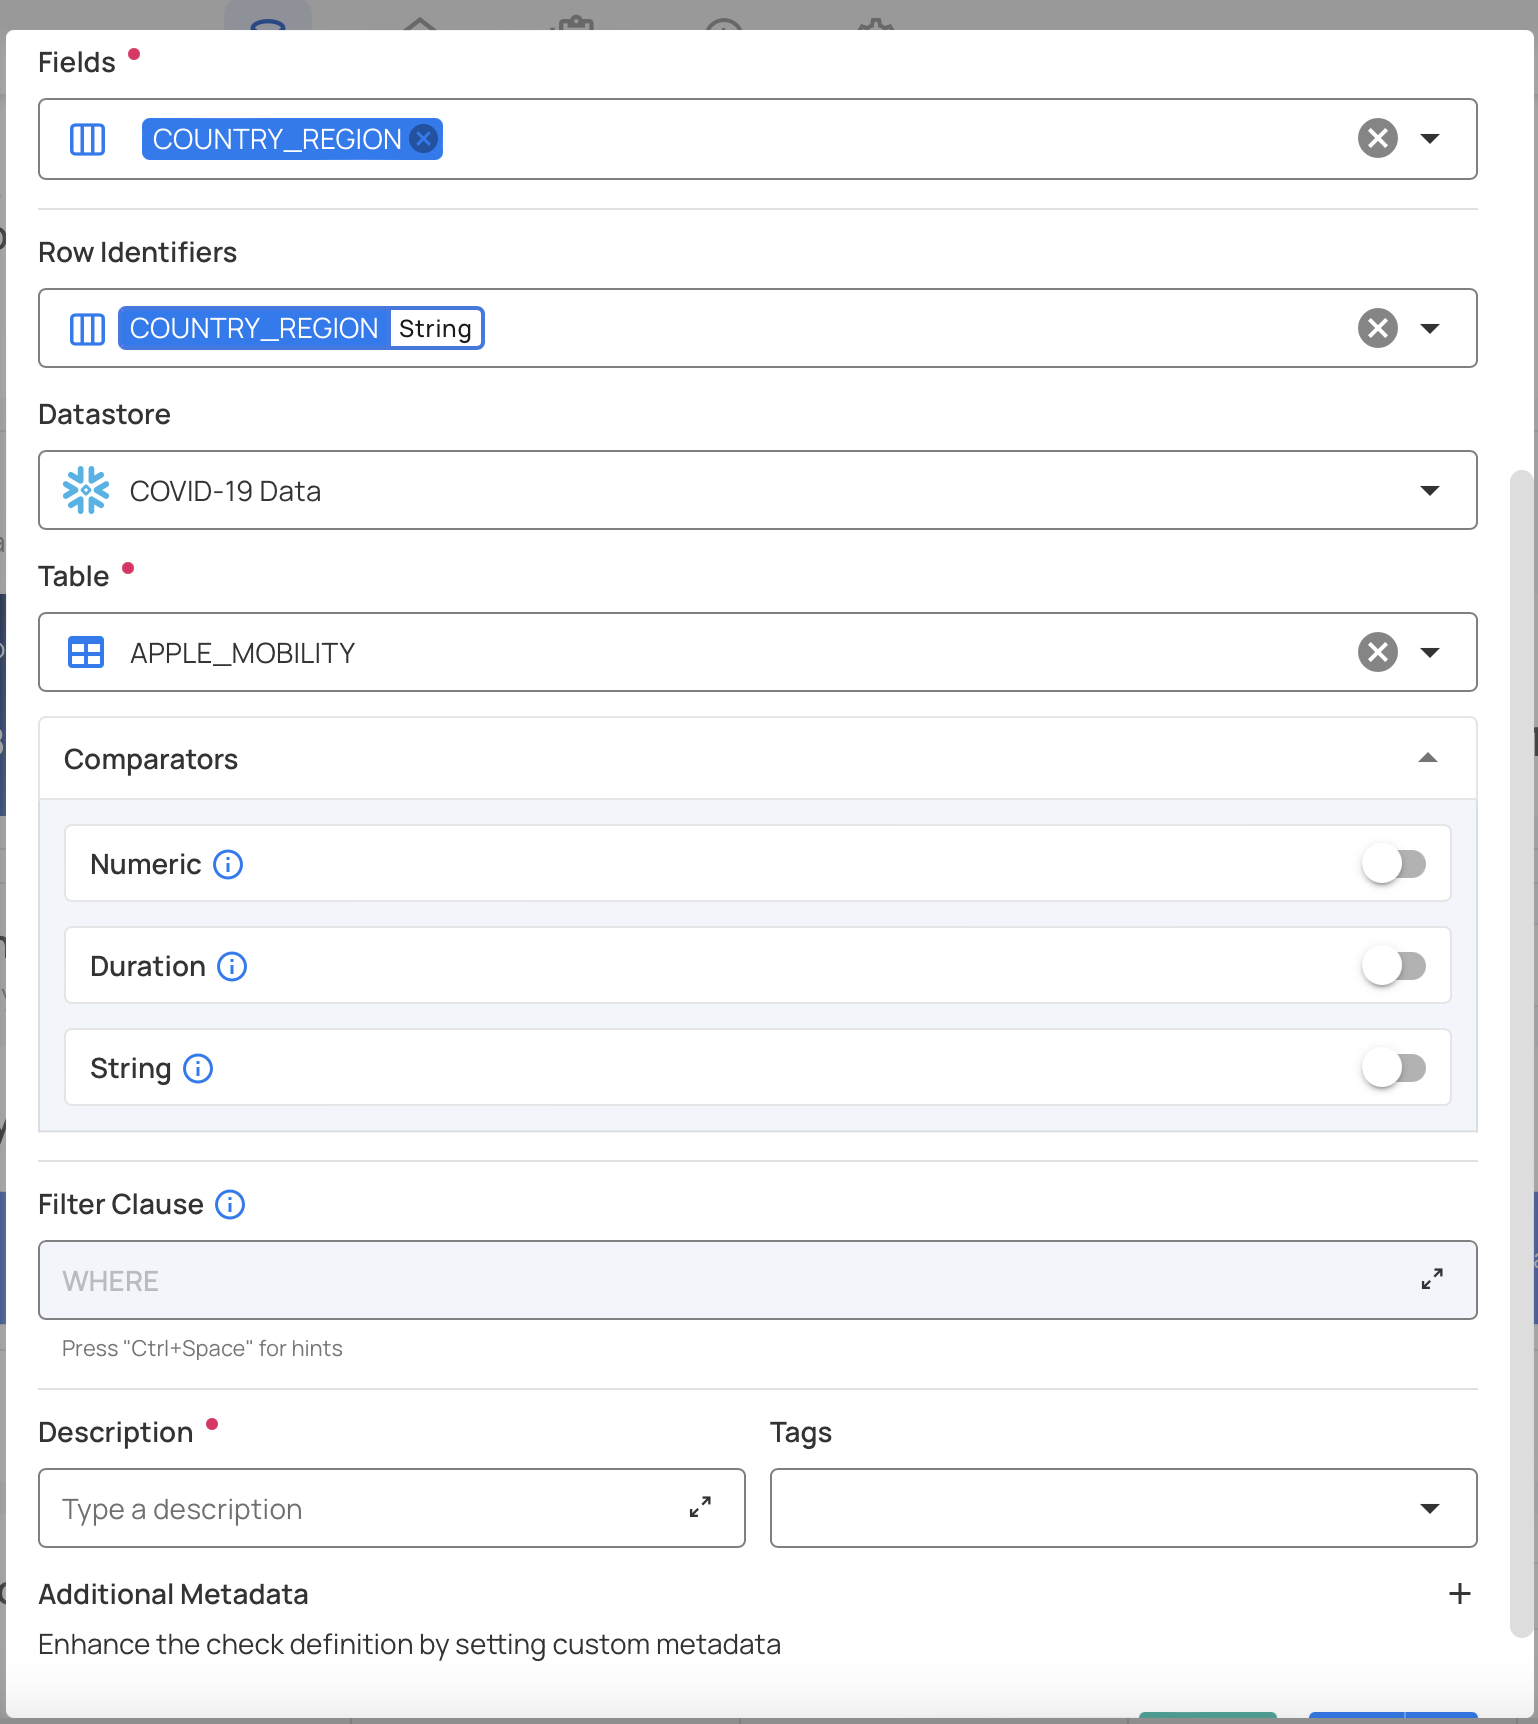 Fields
COUNTRY_REGION
Row Identifiers
COUNTRY_REGION String
Datastore
COVID-19 Data
Table
APPLE_MOBILITY
Comparators
Numeric
Duration
String
Filter Clause
WHERE
Press "Ctrl+Space" for hints
Description
Tags
Type a description
Additional Metadata
Enhance the check definition by setting custom metadata